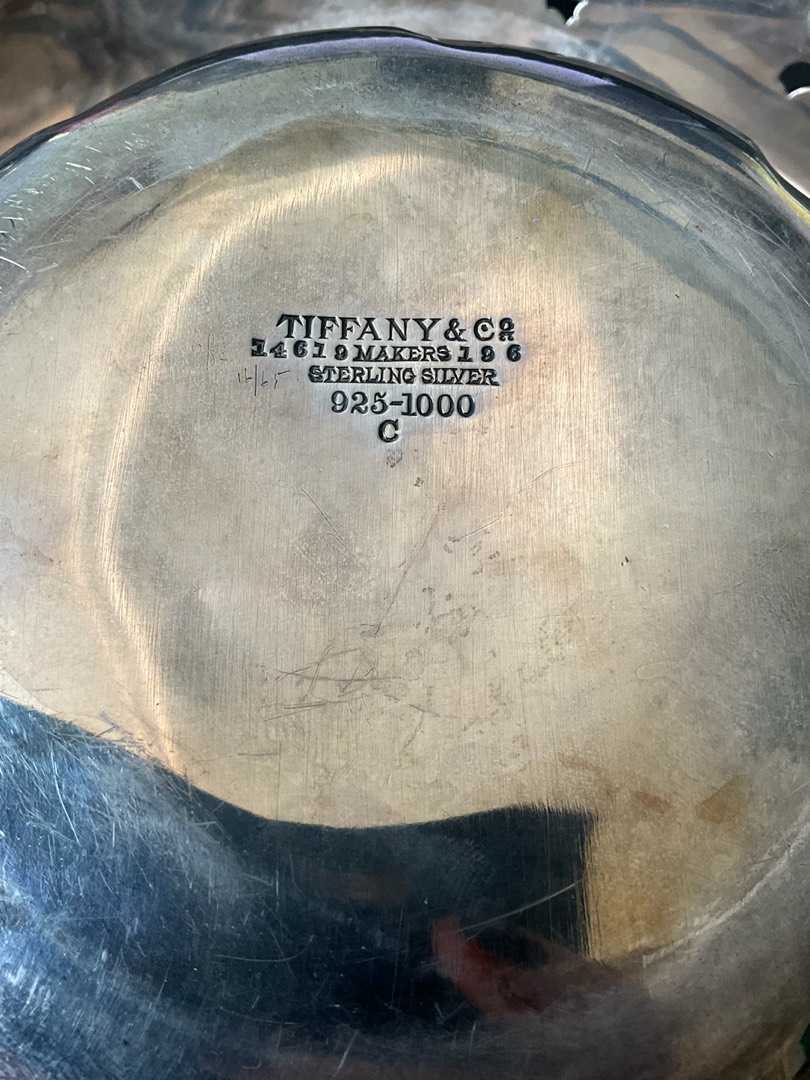 TIFFANY & Cº
14619 MAKERS 196
STERLING SILVER
925-1000
C